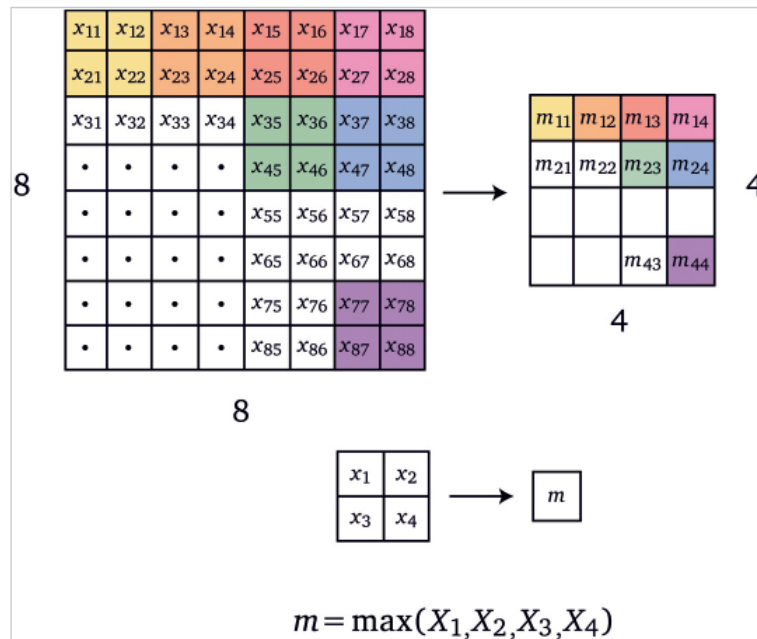 x₁₁ x₁₂ x₁₃ x₁₄ x₁₅ x₁₆ x₁₇ x₁₈
x₂₁ x₂₂ x₂₃ x₂₄ x₂₅ x₂₆ x₂₇ x₂₈
x₃₁ x₃₂ x₃₃ x₃₄ x₃₅ x₃₆ x₃₇ x₃₈
• • • • x₄₅ x₄₆ x₄₇ x₄₈
• • • • x₅₅ x₅₆ x₅₇ x₅₈
• • • • x₆₅ x₆₆ x₆₇ x₆₈
• • • • x₇₅ x₇₆ x₇₇ x₇₈
• • • • x₈₅ x₈₆ x₈₇ x₈₈
8
8
m₁₁ m₁₂ m₁₃ m₁₄
m₂₁ m₂₂ m₂₃ m₂₄
m₄₃ m₄₄
4
4
x₁ x₂
x₃ x₄
m
m = max(X₁,X₂,X₃,X₄)